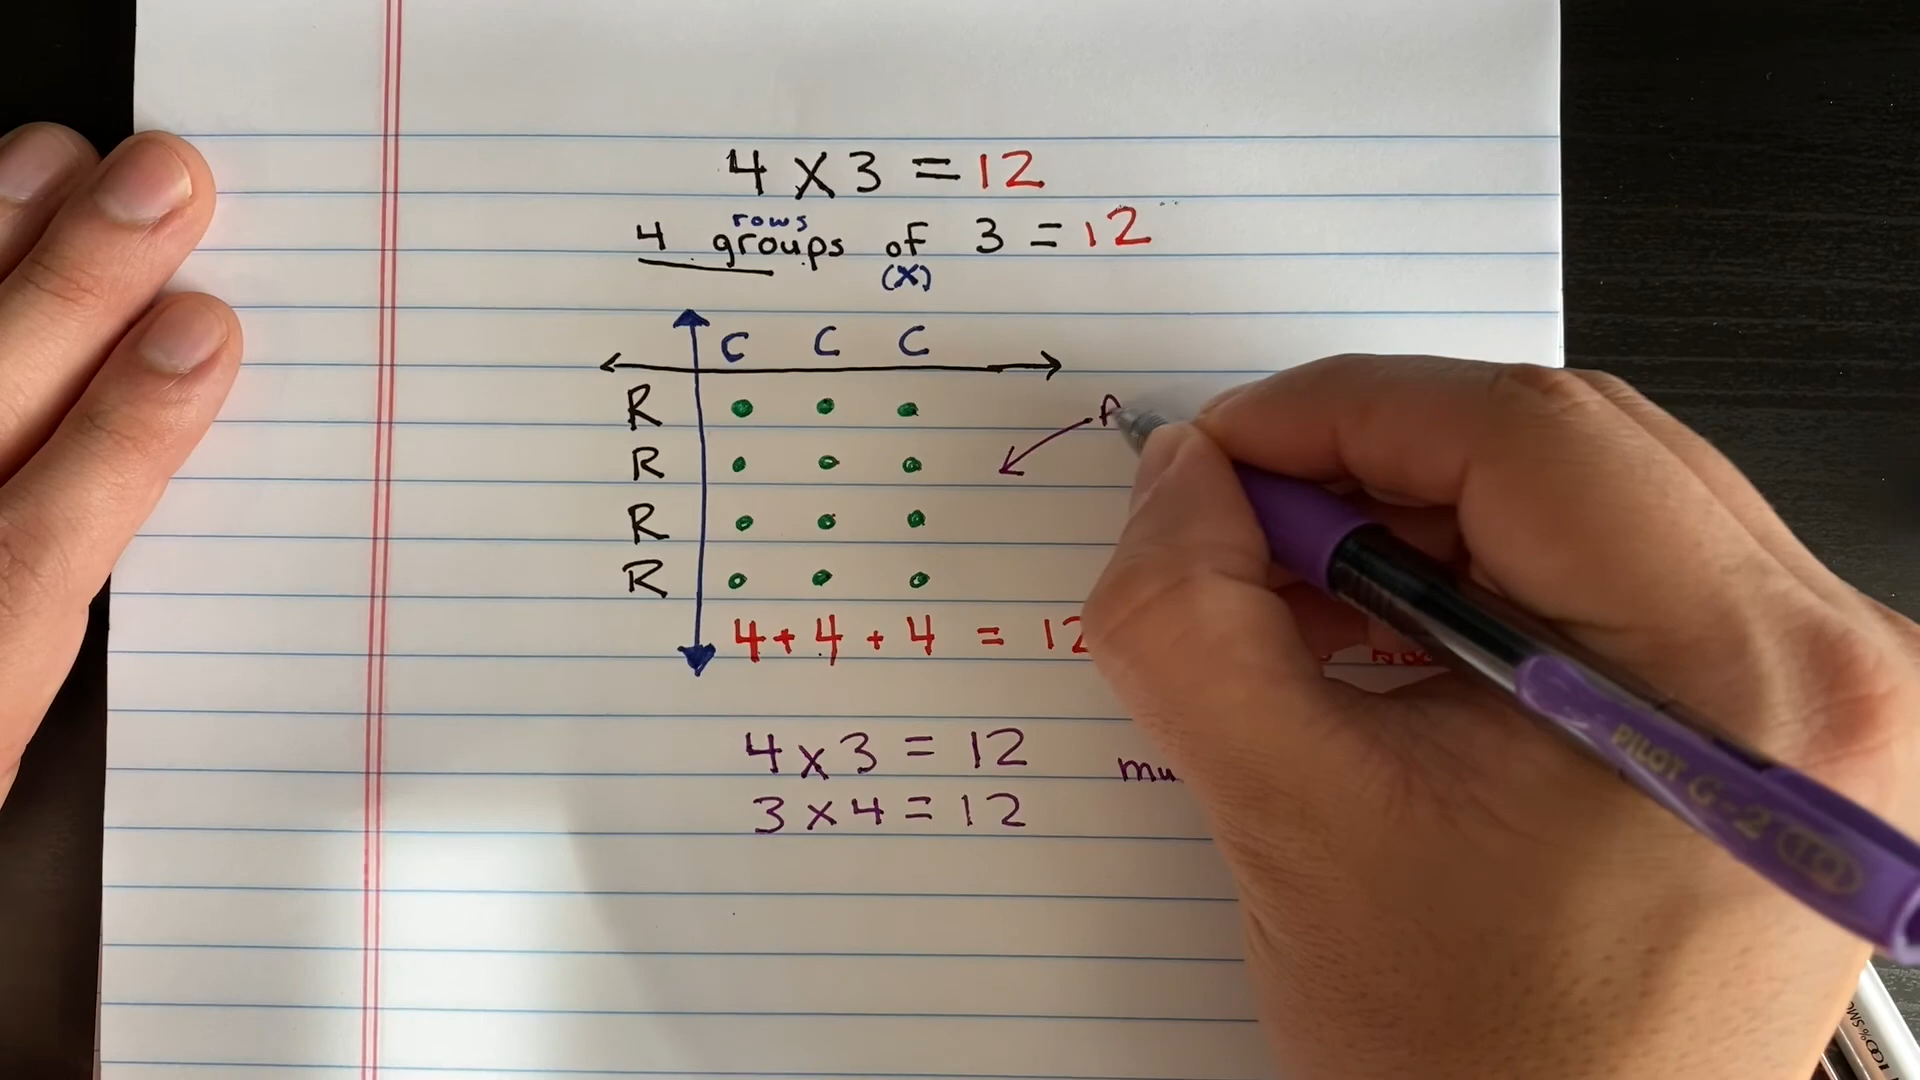 4 x 3 = 12
rows
4 groups of 3 = 12
(x)
C C C
R
R
R
R
4 + 4 + 4 = 12
4 x 3 = 12
3 x 4 = 12
PILOT G-2 10